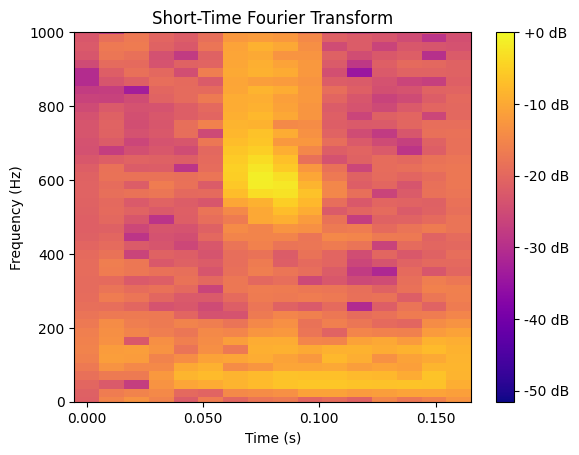 Short-Time Fourier Transform
1000
800
600
400
200
0
Frequency (Hz)
0.000
0.050
0.100
0.150
Time (s)
+0 dB
-10 dB
-20 dB
-30 dB
-40 dB
-50 dB